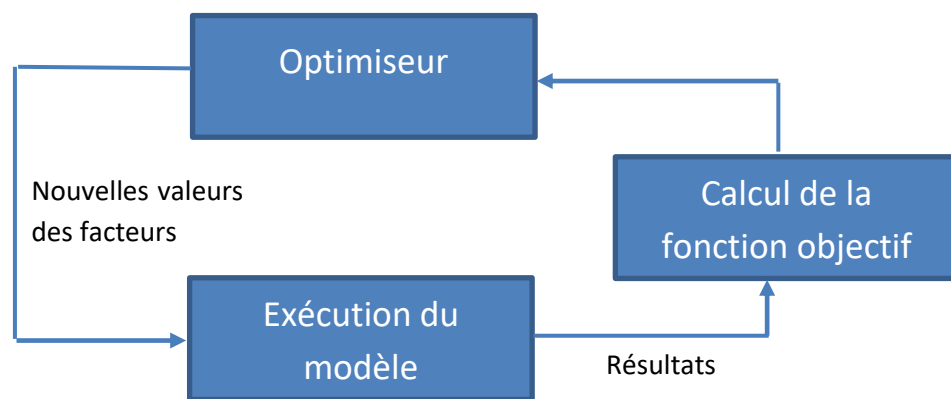 Optimiseur
Nouvelles valeurs
des facteurs
Calcul de la
fonction objectif
Exécution du
modèle
Résultats